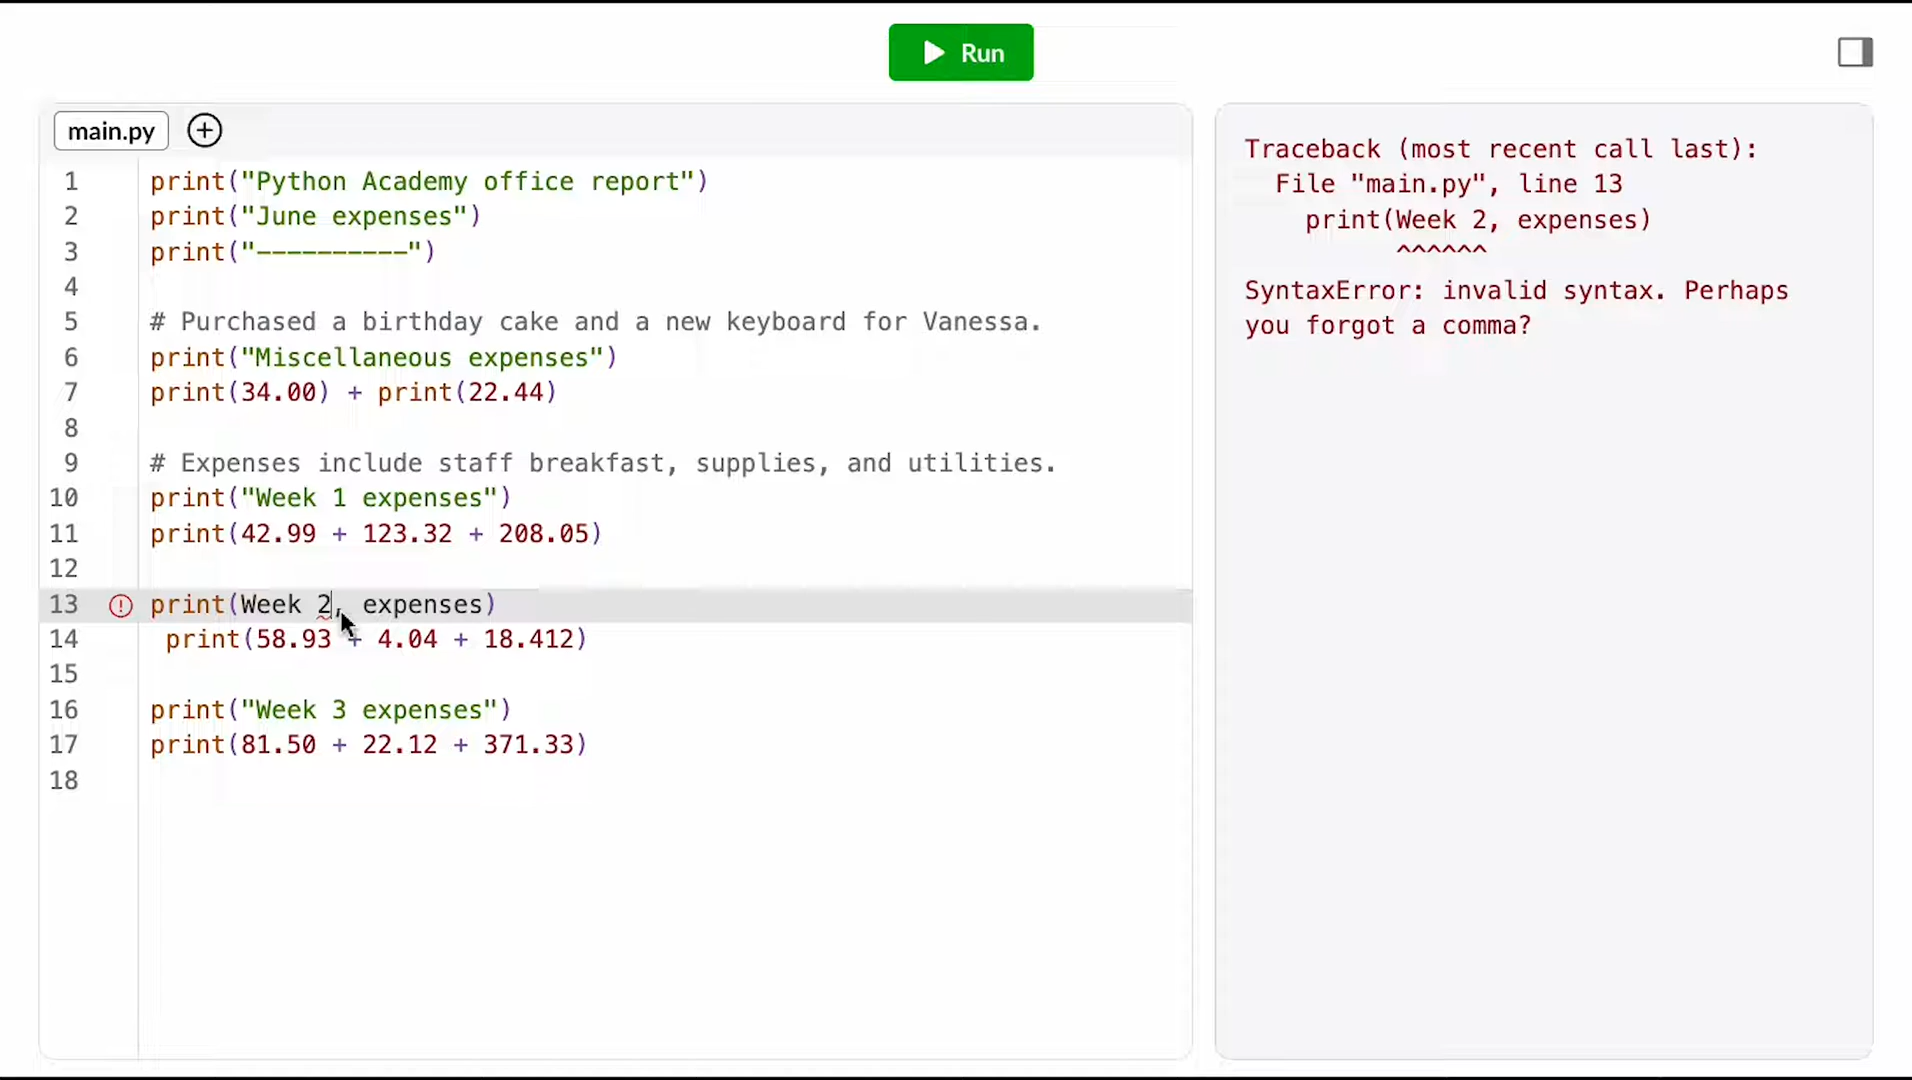 Run
main.py
1 print("Python Academy office report")
2 print("June expenses")
3 print("----------")
4
5 # Purchased a birthday cake and a new keyboard for Vanessa.
6 print("Miscellaneous expenses")
7 print(34.00) + print(22.44)
8
9 # Expenses include staff breakfast, supplies, and utilities.
10 print("Week 1 expenses")
11 print(42.99 + 123.32 + 208.05)
12
13 print(Week 2, expenses)
14  print(58.93 + 4.04 + 18.412)
15
16 print("Week 3 expenses")
17 print(81.50 + 22.12 + 371.33)
18
Traceback (most recent call last):
  File "main.py", line 13
    print(Week 2, expenses)
          ^^^^^^
SyntaxError: invalid syntax. Perhaps
you forgot a comma?